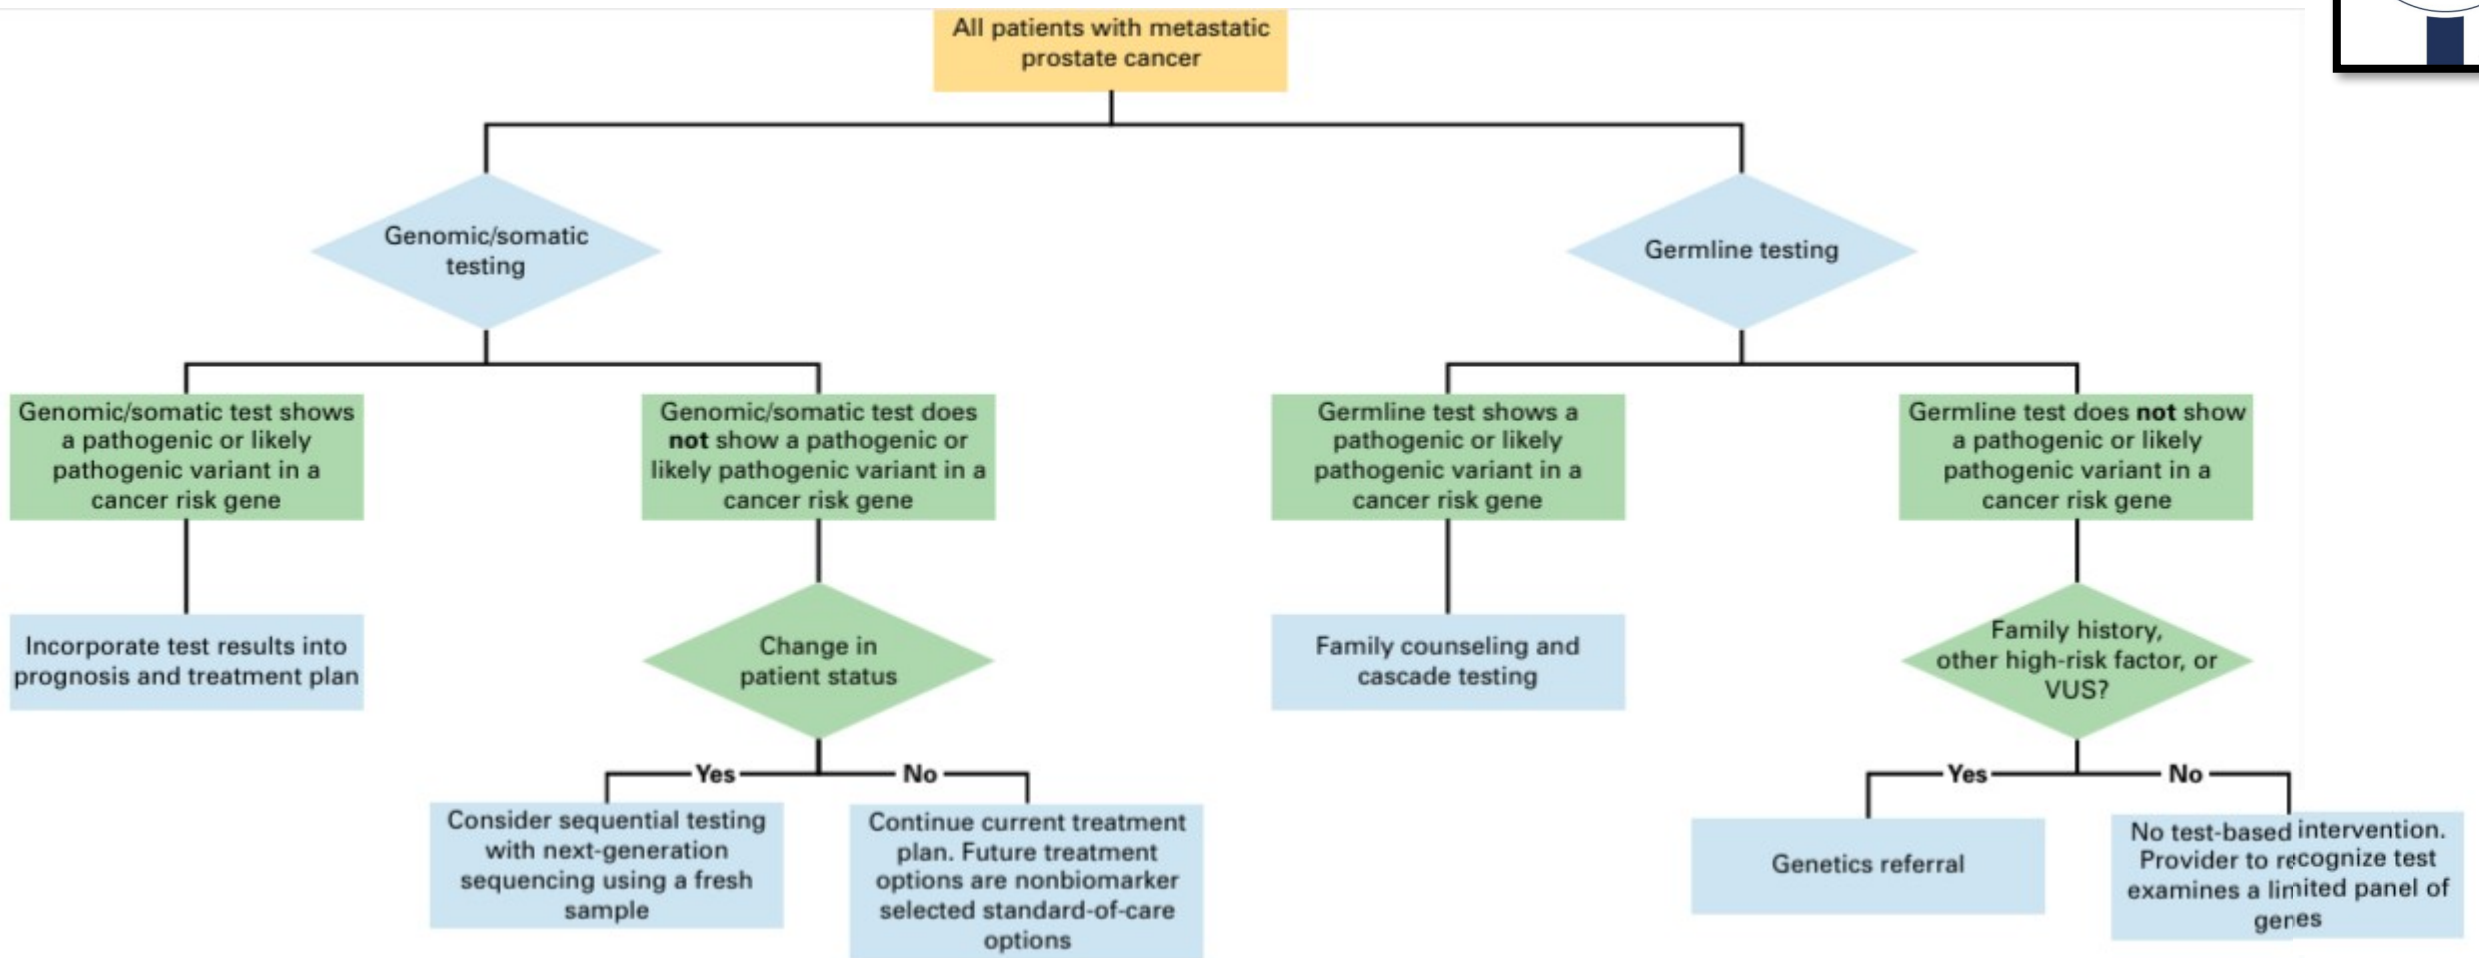 All patients with metastatic
prostate cancer
Genomic/somatic
testing
Germline testing
Genomic/somatic test shows
a pathogenic or likely
pathogenic variant in a
cancer risk gene
Genomic/somatic test does
not show a pathogenic or
likely pathogenic variant in a
cancer risk gene
Germline test shows a
pathogenic or likely
pathogenic variant in a
cancer risk gene
Germline test does not show
a pathogenic or likely
pathogenic variant in a
cancer risk gene
Incorporate test results into
prognosis and treatment plan
Change in
patient status
Family counseling and
cascade testing
Family history,
other high-risk factor, or
VUS?
Yes
No
Yes
No
Consider sequential testing
with next-generation
sequencing using a fresh
sample
Continue current treatment
plan. Future treatment
options are nonbiomarker
selected standard-of-care
options
Genetics referral
No test-based intervention.
Provider to recognize test
examines a limited panel of
genes